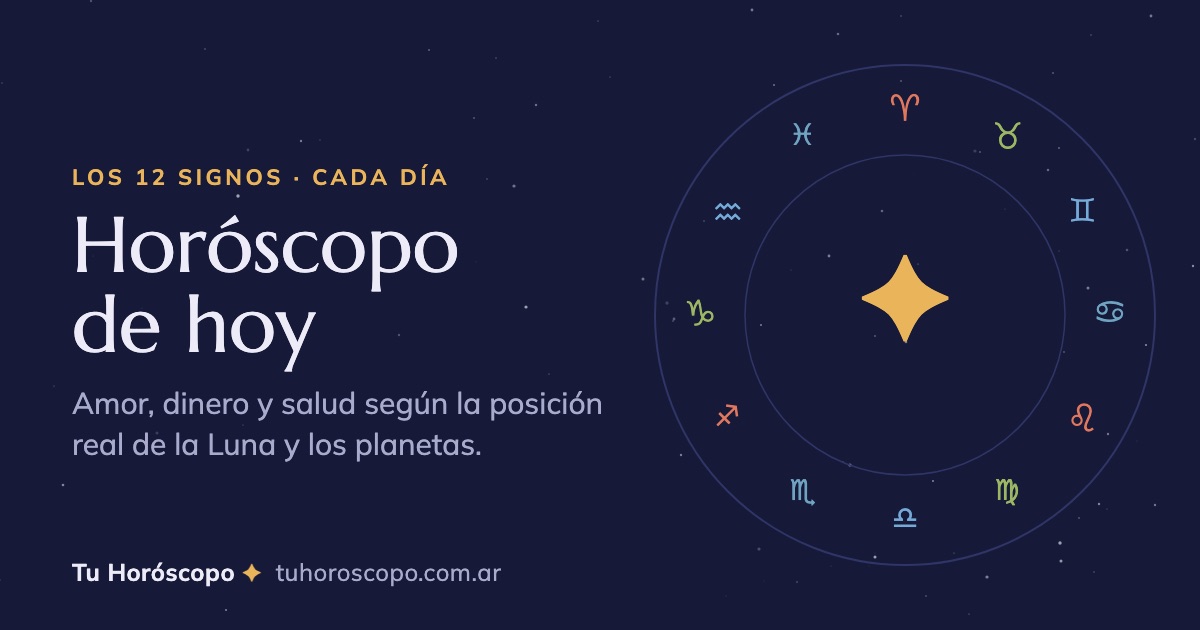 LOS 12 SIGNOS · CADA DÍA
Horóscopo
de hoy
Amor, dinero y salud según la posición
real de la Luna y los planetas.
Tu Horóscopo ✦ tuhoroscopo.com.ar
♈
♉
♊
♋
♌
♍
♎
♏
♐
♑
♒
♓